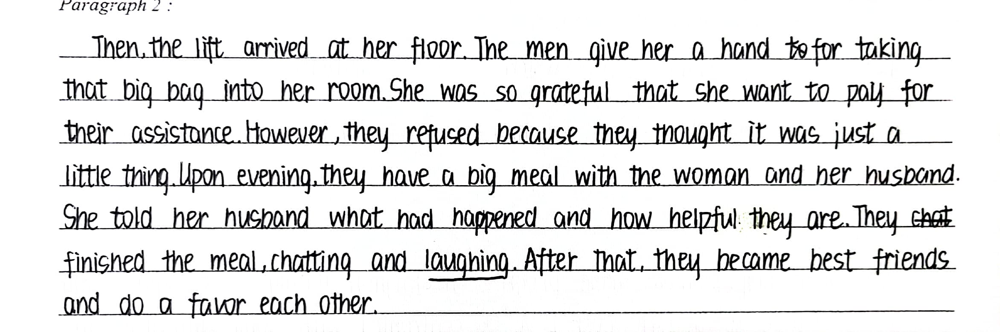 Paragraph 2 :
Then, the lift arrived at her floor. The men give her a hand to for taking
that big bag into her room. She was so grateful that she want to pay for
their assistance. However, they refused because they thought it was just a
little thing. Upon evening, they have a big meal with the woman and her husband.
She told her husband what had happened and how helpful they are. They chat
finished the meal, chatting and laughing. After that, they became best friends
and do a favor each other.